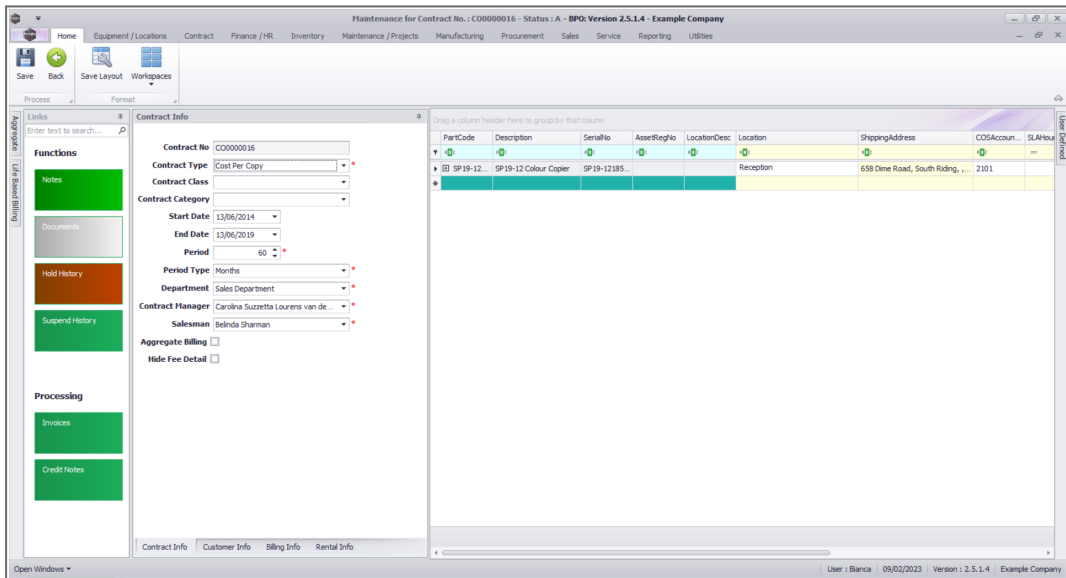 Maintenance for Contract No. : CO0000016 - Status : A - BPO: Version 2.5.1.4 - Example Company
Home Equipment / Locations Contract Finance / HR Inventory Maintenance / Projects Manufacturing Procurement Sales Service Reporting Utilities
Save Back Save Layout Workspaces
Process Format
Aggregate
Life Based Billing
Links
Enter text to search...
Functions
Notes
Documents
Hold History
Suspend History
Processing
Invoices
Credit Notes
Contract Info
Contract No CO0000016
Contract Type Cost Per Copy *
Contract Class
Contract Category
Start Date 13/06/2014
End Date 13/06/2019
Period 60 *
Period Type Months *
Department Sales Department *
Contract Manager Carolina Suzzetta Lourens van de... *
Salesman Belinda Sharman *
Aggregate Billing
Hide Fee Detail
Contract Info Customer Info Billing Info Rental Info
Drag a column header here to group by that column
PartCode Description SerialNo AssetRegNo LocationDesc Location ShippingAddress COSAccoun... SLAHou
=
SP19-12... SP19-12 Colour Copier SP19-12185... Reception 658 Dime Road, South Riding, ,... 2101
User Defined
Open Windows
User : Bianca 09/02/2023 Version : 2.5.1.4 Example Company